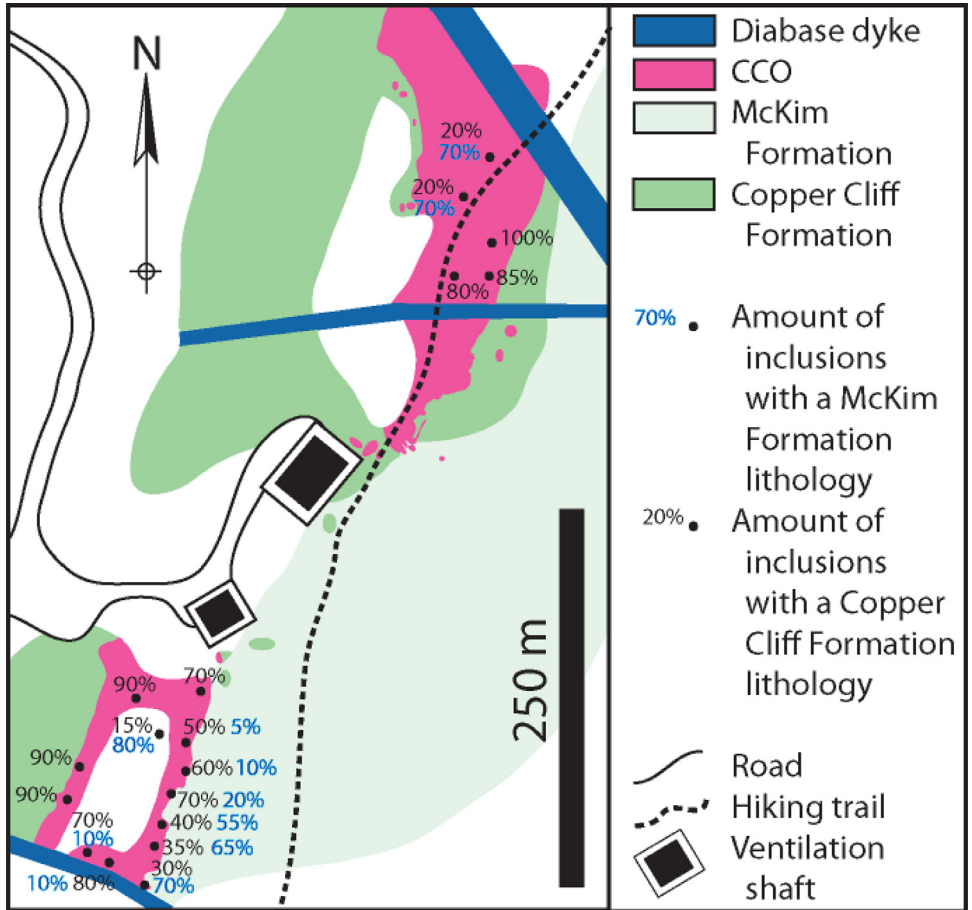 N
20%
70%
20%
70%
100%
80% 85%
70%
90%
15%
80%
50% 5%
90%
60% 10%
90%
70% 20%
70%
10%
40% 55%
35% 65%
30%
10% 80% 70%
250 m
Diabase dyke
CCO
McKim
Formation
Copper Cliff
Formation
70%
Amount of
inclusions
with a McKim
Formation
lithology
20%
Amount of
inclusions
with a Copper
Cliff Formation
lithology
Road
Hiking trail
Ventilation
shaft